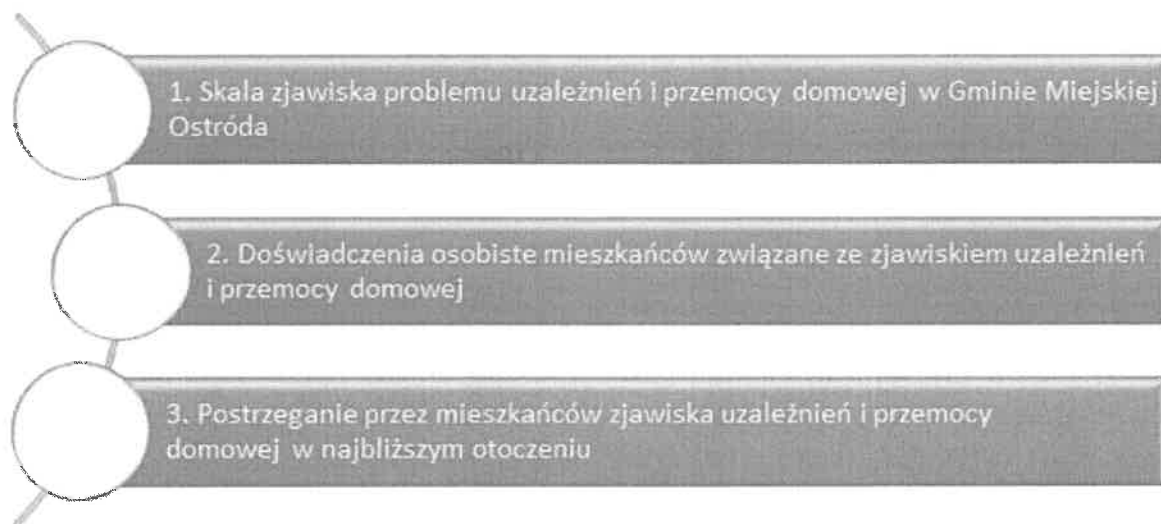 1. Skala zjawiska problemu uzależnień i przemocy domowej w Gminie Miejskiej
Ostróda
2. Doświadczenia osobiste mieszkańców związane ze zjawiskiem uzależnień
i przemocy domowej
3. Postrzeganie przez mieszkańców zjawiska uzależnień i przemocy
domowej w najbliższym otoczeniu